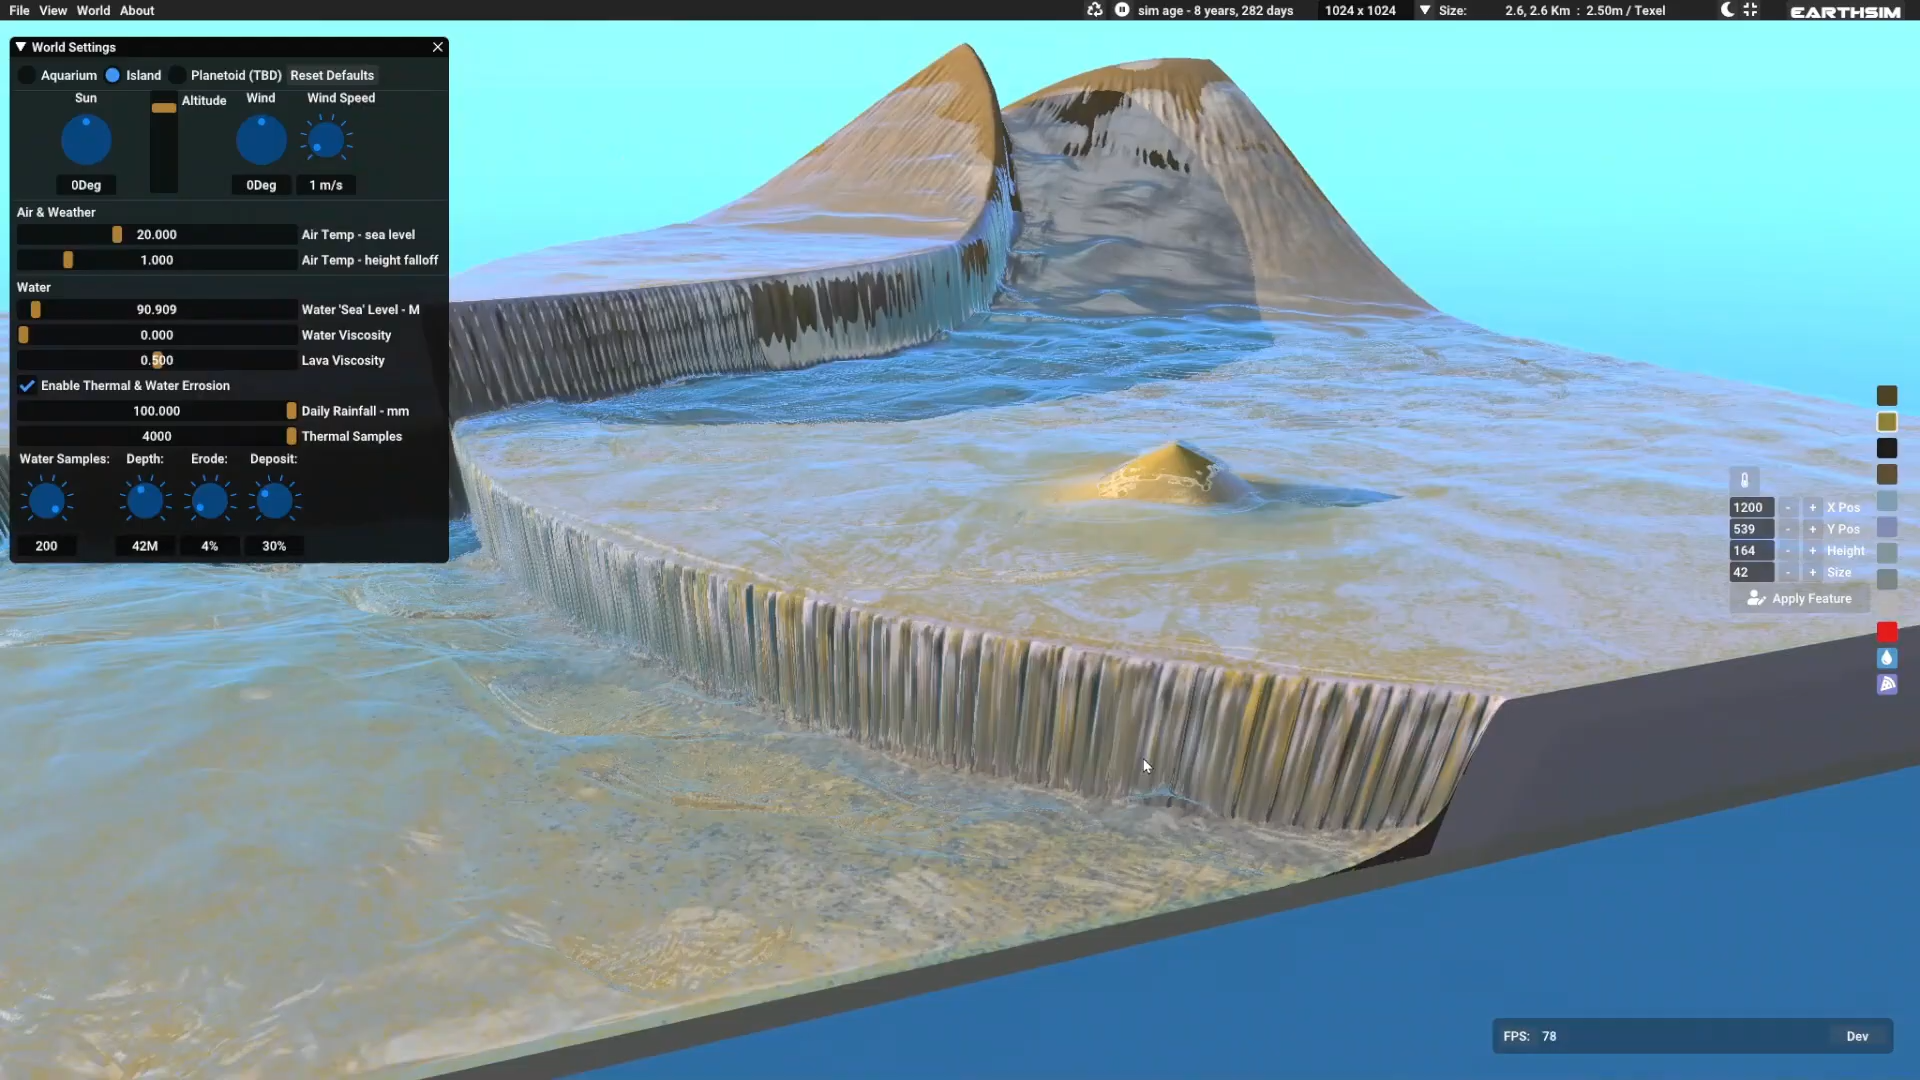 File View World About
sim age - 8 years, 282 days 1024 x 1024 Size: 2.6, 2.6 Km : 2.50m / Texel EARTHSIM
World Settings
Aquarium Island Planetoid (TBD) Reset Defaults
Sun Altitude Wind Wind Speed
0Deg 0Deg 1 m/s
Air & Weather
20.000 Air Temp - sea level
1.000 Air Temp - height falloff
Water
90.909 Water 'Sea' Level - M
0.000 Water Viscosity
0.500 Lava Viscosity
Enable Thermal & Water Errosion
100.000 Daily Rainfall - mm
4000 Thermal Samples
Water Samples: Depth: Erode: Deposit:
200 42M 4% 30%
1200 - + X Pos
539 - + Y Pos
164 - + Height
42 - + Size
Apply Feature
FPS: 78 Dev